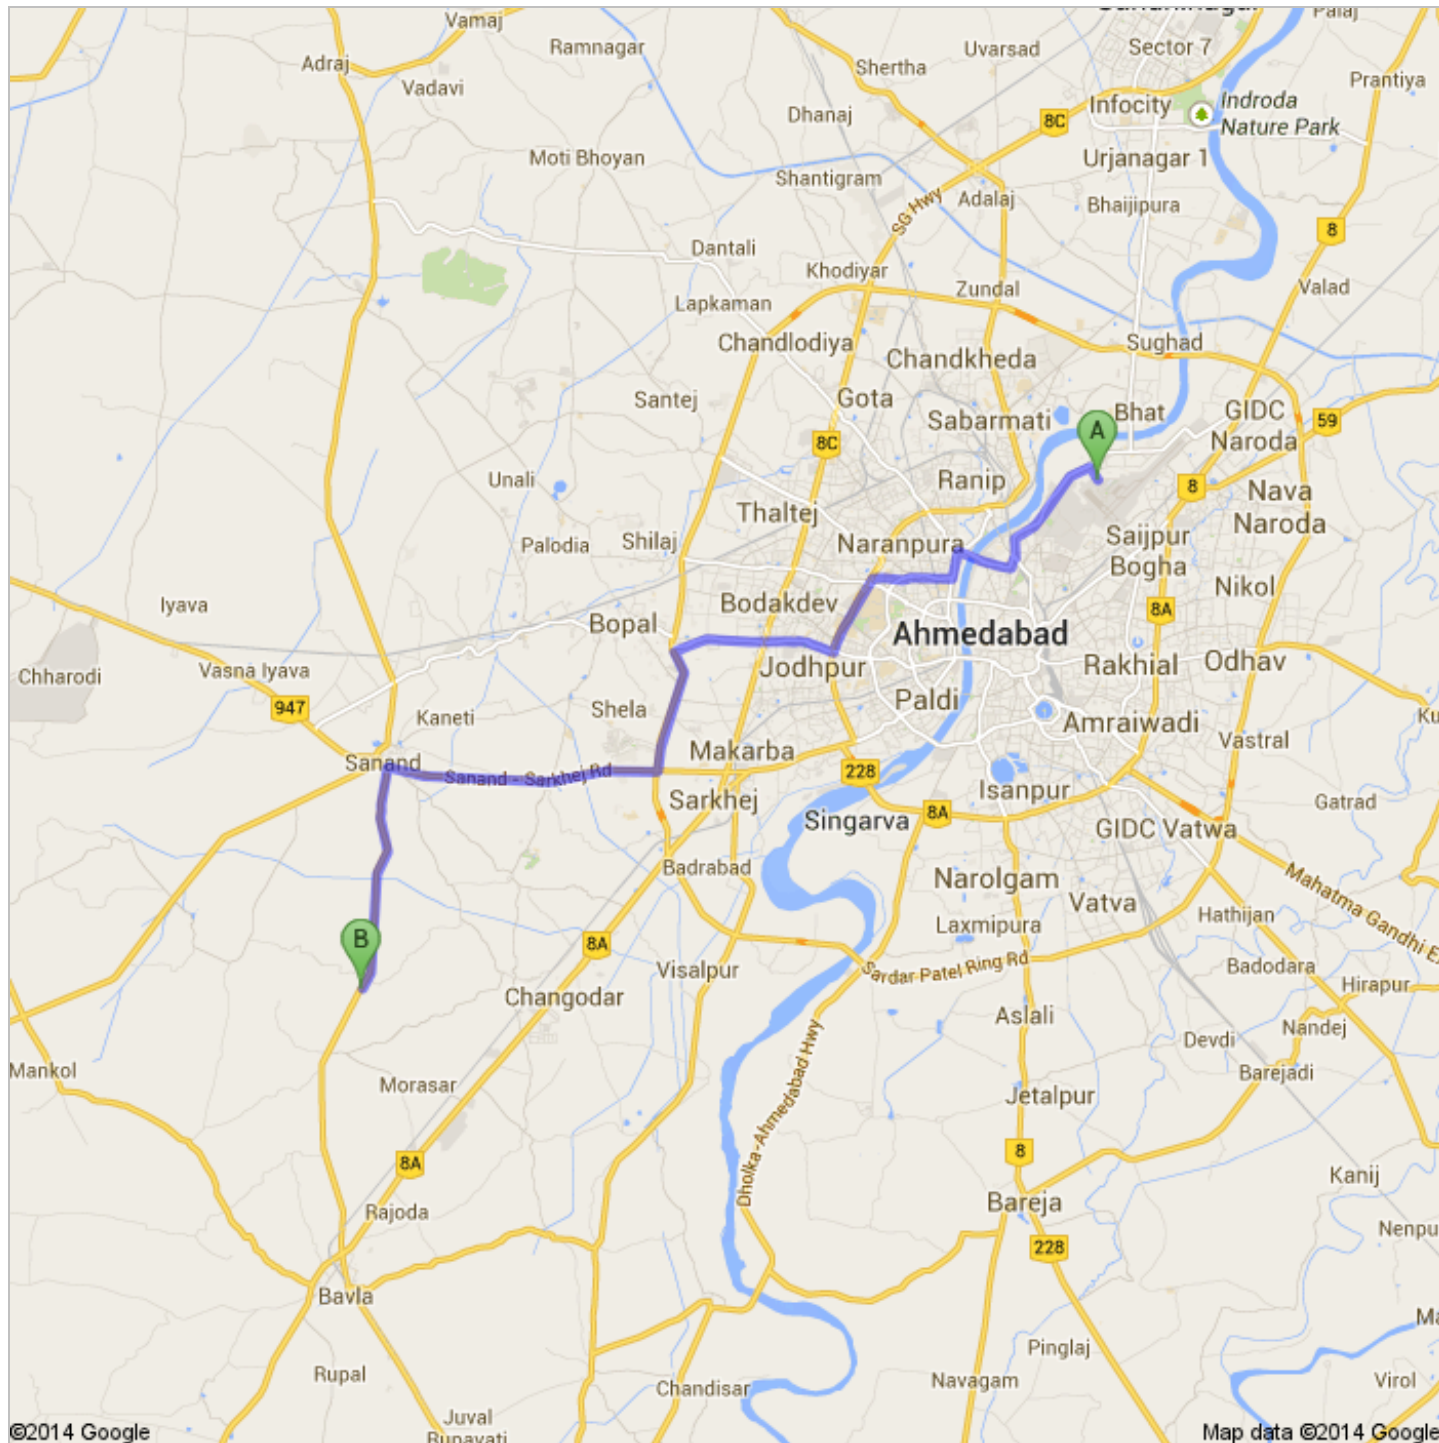 Vamaj
Palaj
Ramnagar
Uvarsad
Sector 7
Adraj
Shertha
Prantiya
Vadavi
Infocity
Indroda
Nature Park
Dhanaj
8C
Moti Bhoyan
Urjanagar 1
Shantigram
Adalaj
Bhaijipura
SG Hwy
8
Dantali
Khodiyar
Zundal
Valad
Lapkaman
Chandlodiya
Sughad
Chandkheda
Santej
Gota
Bhat
GIDC
Naroda
Sabarmati
59
A
8C
Unali
Ranip
8
Nava
Naroda
Thaltej
Palodia
Shilaj
Naranpura
Saijpur
Bogha
Nikol
Iyava
Bodakdev
8A
Bopal
Ahmedabad
Chharodi
Vasna Iyava
Jodhpur
Rakhial
Odhav
947
Kaneti
Shela
Paldi
Amraiwadi
Ku
Sanand
Makarba
Vastral
Sanand - Sarkhej Rd
228
Sarkhej
Isanpur
Gatrad
Singarva
8A
GIDC Vatwa
Badrabad
Narolgam
Mahatma Gandhi E
Vatva
Hathijan
Laxmipura
B
8A
Visalpur
Sardar Patel Ring Rd
Badodara
Changodar
Hirapur
Aslali
Nandej
Devdi
Mankol
Morasar
Dholka-Ahmedabad Hwy
Barejadi
Jetalpur
8A
8
Kanij
Rajoda
Bareja
Nenpu
228
Bavla
Ma
Pinglaj
Rupal
Chandisar
Navagam
Virol
Juval
Rupavati
©2014 Google
Map data ©2014 Google